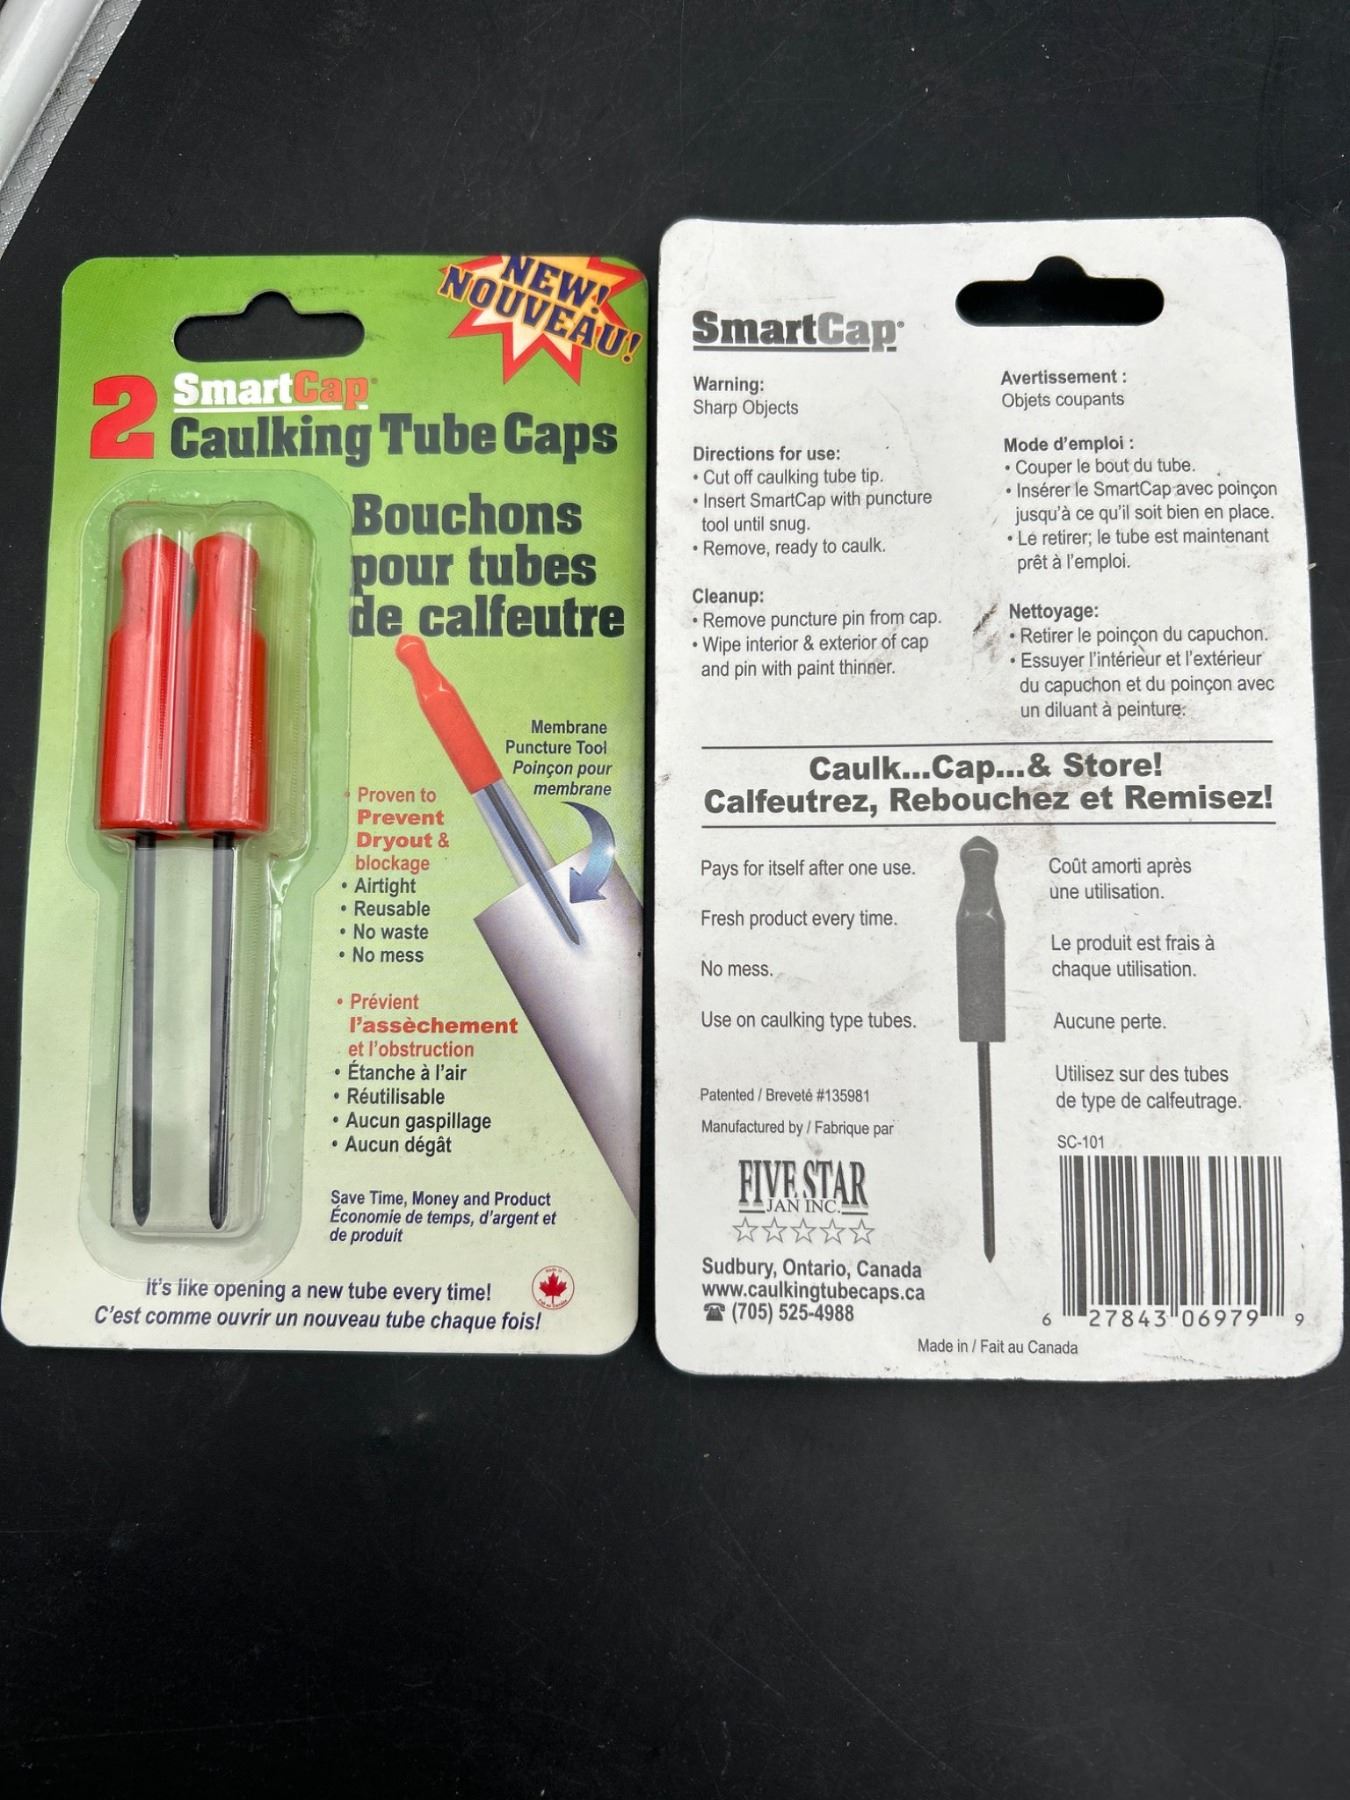 NEW!
NOUVEAU!
2 SmartCap
Caulking Tube Caps
Bouchons
pour tubes
de calfeutre
Membrane
Puncture Tool
Poinçon pour
membrane
• Proven to
Prevent
Dryout &
blockage
• Airtight
• Reusable
• No waste
• No mess
• Prévient
l'assèchement
et l'obstruction
• Étanche à l'air
• Réutilisable
• Aucun gaspillage
• Aucun dégât
Save Time, Money and Product
Économie de temps, d'argent et
de produit
It's like opening a new tube every time!
C'est comme ouvrir un nouveau tube chaque fois!
SmartCap
Warning:
Sharp Objects
Directions for use:
• Cut off caulking tube tip.
• Insert SmartCap with puncture
tool until snug.
• Remove, ready to caulk.
Cleanup:
• Remove puncture pin from cap.
• Wipe interior & exterior of cap
and pin with paint thinner.
Avertissement :
Objets coupants
Mode d'emploi :
• Couper le bout du tube.
• Insérer le SmartCap avec poinçon
jusqu'à ce qu'il soit bien en place.
• Le retirer; le tube est maintenant
prêt à l'emploi.
Nettoyage:
• Retirer le poinçon du capuchon.
• Essuyer l'intérieur et l'extérieur
du capuchon et du poinçon avec
un diluant à peinture.
Caulk...Cap...& Store!
Calfeutrez, Rebouchez et Remisez!
Pays for itself after one use.
Fresh product every time.
No mess.
Use on caulking type tubes.
Coût amorti après
une utilisation.
Le produit est frais à
chaque utilisation.
Aucune perte.
Utilisez sur des tubes
de type de calfeutrage.
Patented / Breveté #135981
Manufactured by / Fabrique par
FIVE STAR
JAN INC.
Sudbury, Ontario, Canada
www.caulkingtubecaps.ca
☎ (705) 525-4988
SC-101
6 27843 06979 9
Made in / Fait au Canada